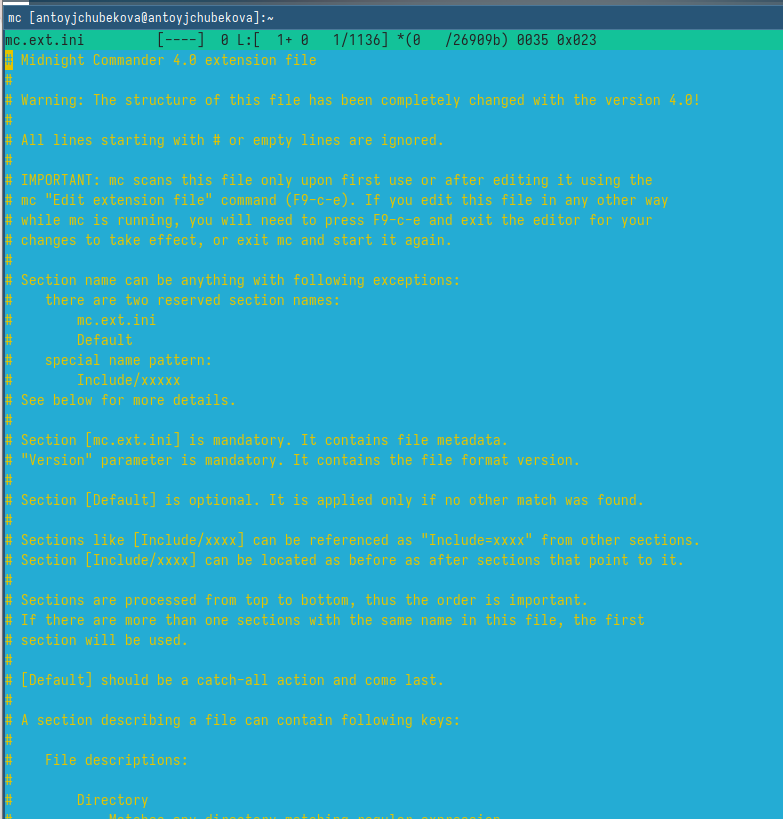 mc [antoyjchubekova@antoyjchubekova]:~
mc.ext.ini [----] 0 L:[ 1+ 0 1/1136] *(0 /26909b) 0035 0x023
# Midnight Commander 4.0 extension file
#
# Warning: The structure of this file has been completely changed with the version 4.0!
#
# All lines starting with # or empty lines are ignored.
#
# IMPORTANT: mc scans this file only upon first use or after editing it using the
# mc "Edit extension file" command (F9-c-e). If you edit this file in any other way
# while mc is running, you will need to press F9-c-e and exit the editor for your
# changes to take effect, or exit mc and start it again.
#
# Section name can be anything with following exceptions:
#    there are two reserved section names:
#        mc.ext.ini
#        Default
#    special name pattern:
#        Include/xxxxx
# See below for more details.
#
# Section [mc.ext.ini] is mandatory. It contains file metadata.
# "Version" parameter is mandatory. It contains the file format version.
#
# Section [Default] is optional. It is applied only if no other match was found.
#
# Sections like [Include/xxxx] can be referenced as "Include=xxxx" from other sections.
# Section [Include/xxxx] can be located as before as after sections that point to it.
#
# Sections are processed from top to bottom, thus the order is important.
# If there are more than one sections with the same name in this file, the first
# section will be used.
#
# [Default] should be a catch-all action and come last.
#
# A section describing a file can contain following keys:
#
#    File descriptions:
#
#        Directory
#            Matches any directory matching regular expression